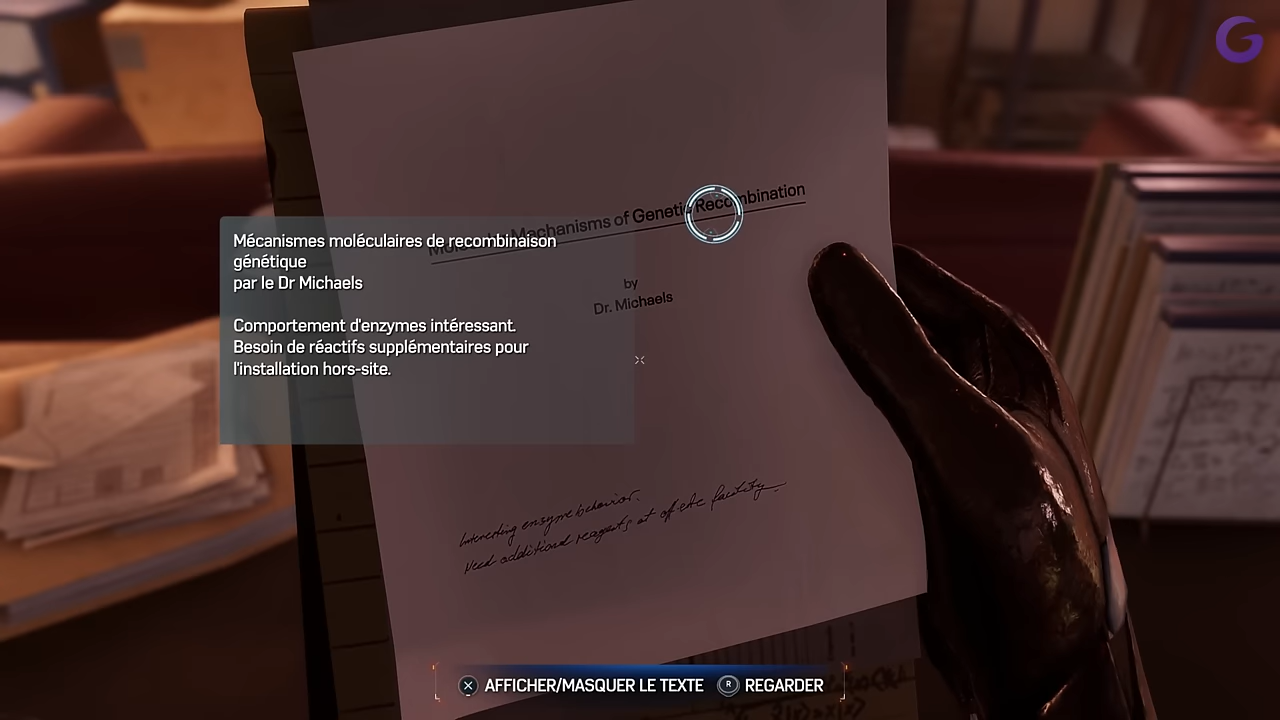 Molecular Mechanisms of Genetic Recombination
by
Dr. Michaels
Mécanismes moléculaires de recombinaison
génétique
par le Dr Michaels
Comportement d'enzymes intéressant.
Besoin de réactifs supplémentaires pour
l'installation hors-site.
Interesting enzyme behavior.
Need additional reagents at off site facility.
AFFICHER/MASQUER LE TEXTE R REGARDER